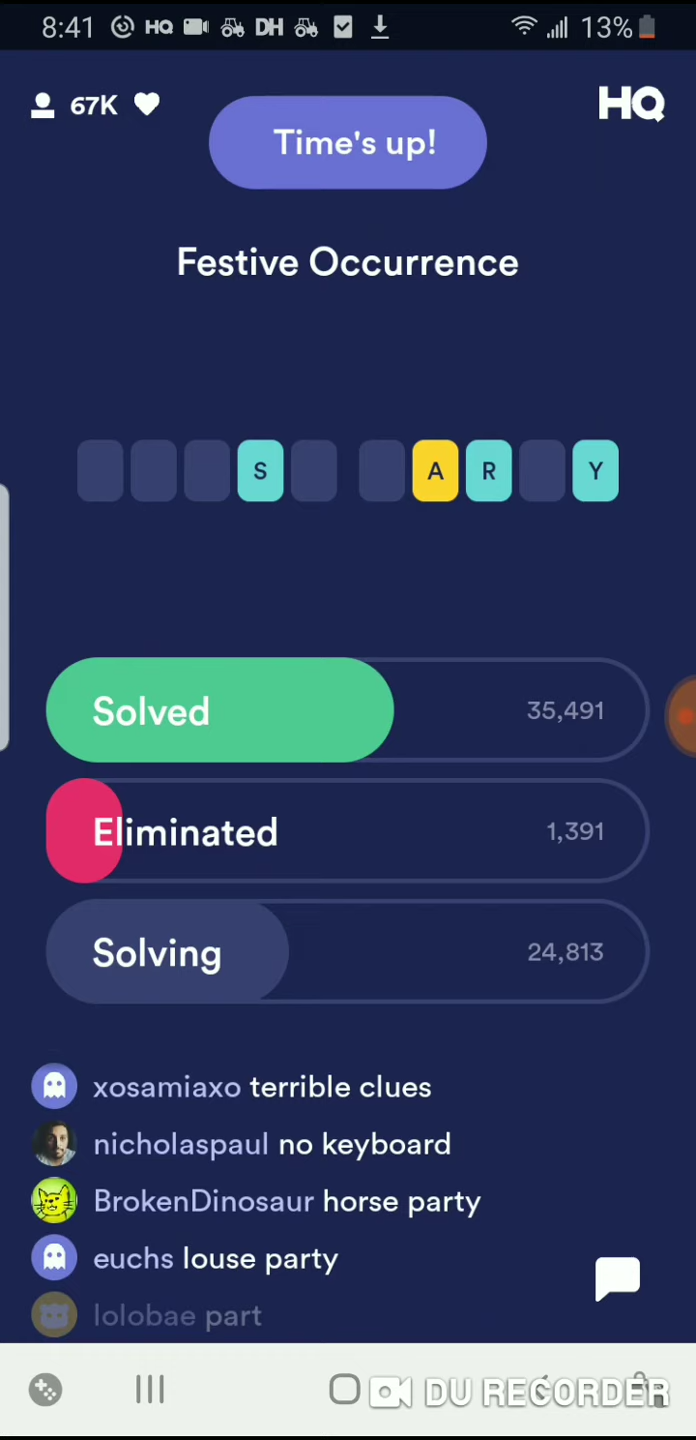 8:41 HQ DH 13%
67K Time's up! HQ
Festive Occurrence
S A R Y
Solved 35,491
Eliminated 1,391
Solving 24,813
xosamiaxo terrible clues
nicholaspaul no keyboard
BrokenDinosaur horse party
euchs louse party
lolobae part
DU RECORDER